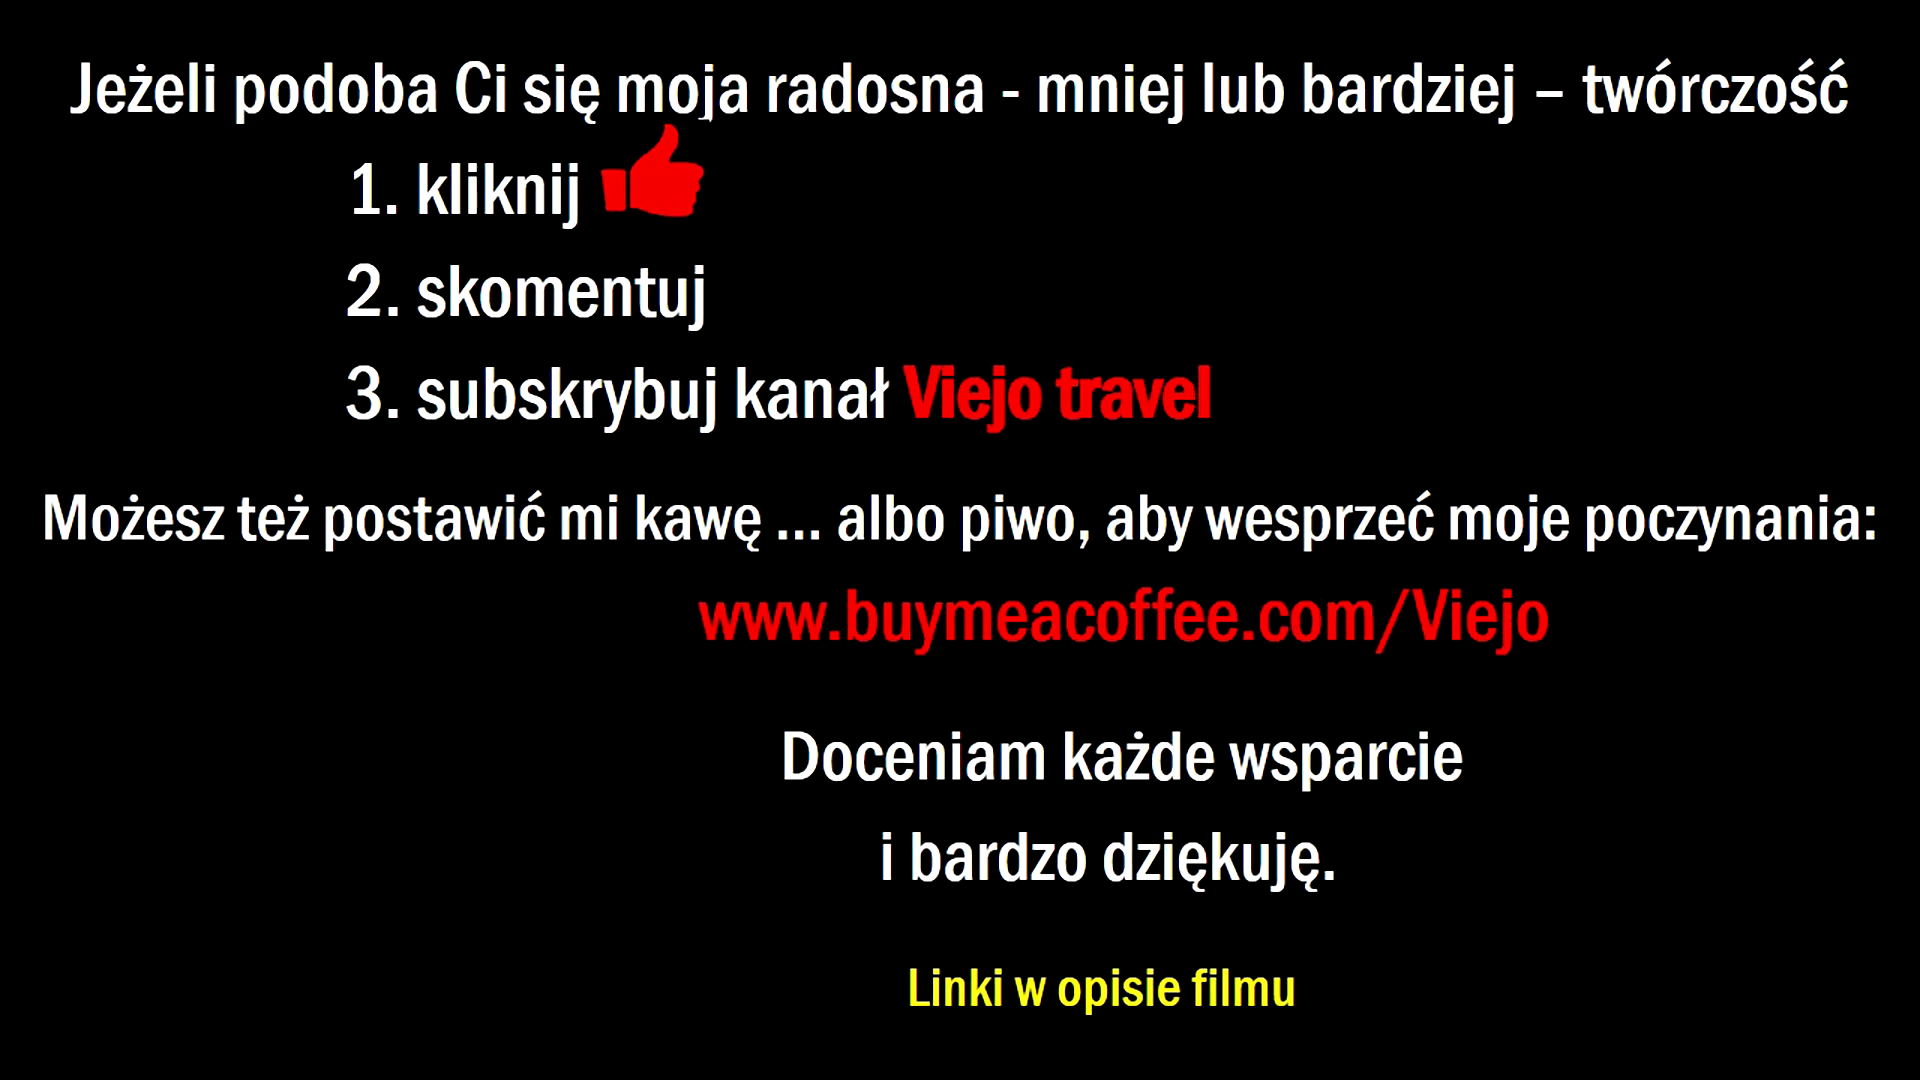 Jeżeli podoba Ci się moja radosna - mniej lub bardziej – twórczość
1. kliknij
2. skomentuj
3. subskrybuj kanał Viejo travel
Możesz też postawić mi kawę ... albo piwo, aby wesprzeć moje poczynania:
www.buymeacoffee.com/Viejo
Doceniam każde wsparcie
i bardzo dziękuję.
Linki w opisie filmu